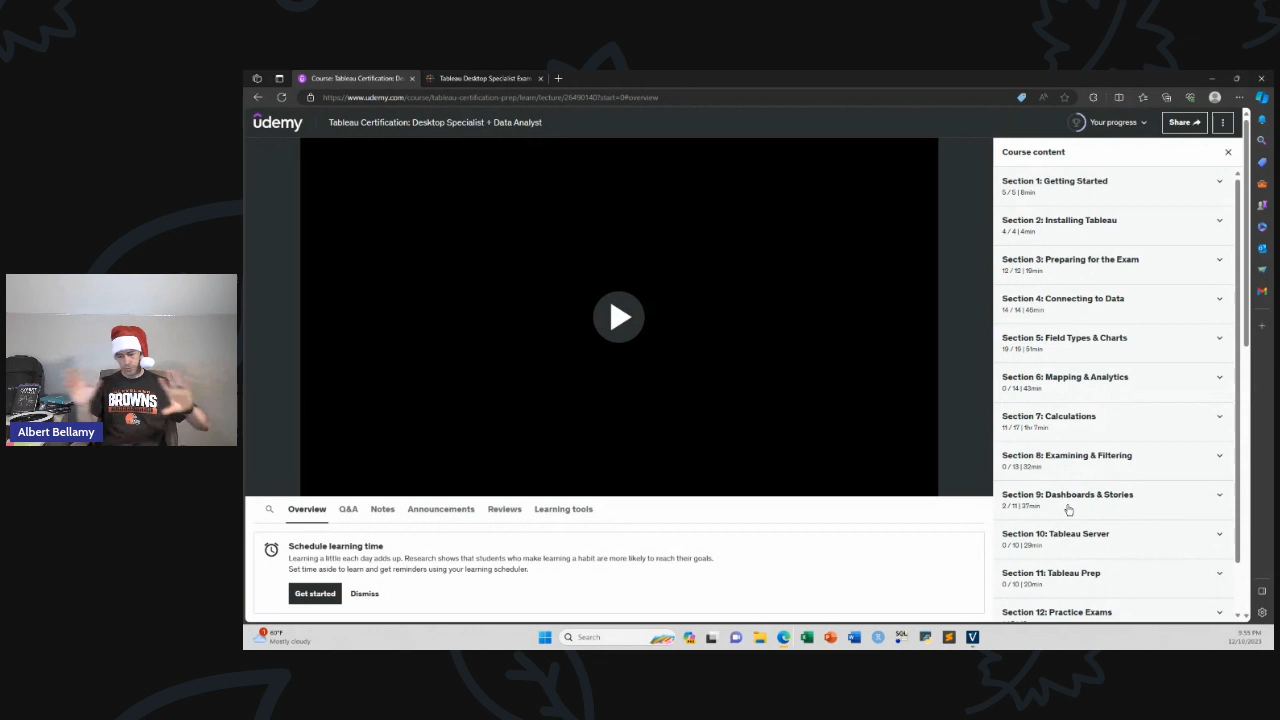 Course: Tableau Certification: De
Tableau Desktop Specialist Exam
https://www.udemy.com/course/tableau-certification-prep/learn/lecture/26490140?start=0#overview
udemy
Tableau Certification: Desktop Specialist + Data Analyst
Your progress
Share
Course content
Section 1: Getting Started
5 / 5 | 8min
Section 2: Installing Tableau
4 / 4 | 4min
Section 3: Preparing for the Exam
12 / 12 | 19min
Section 4: Connecting to Data
14 / 14 | 46min
Section 5: Field Types & Charts
19 / 19 | 51min
Section 6: Mapping & Analytics
0 / 14 | 43min
Section 7: Calculations
11 / 17 | 1hr 7min
Section 8: Examining & Filtering
0 / 13 | 32min
Section 9: Dashboards & Stories
2 / 11 | 37min
Section 10: Tableau Server
0 / 10 | 29min
Section 11: Tableau Prep
0 / 10 | 20min
Section 12: Practice Exams
BROWNS
Albert Bellamy
Overview
Q&A
Notes
Announcements
Reviews
Learning tools
Schedule learning time
Learning a little each day adds up. Research shows that students who make learning a habit are more likely to reach their goals.
Set time aside to learn and get reminders using your learning scheduler.
Get started
Dismiss
60°F
Mostly cloudy
Search
SQL
9:35 PM
12/10/2023